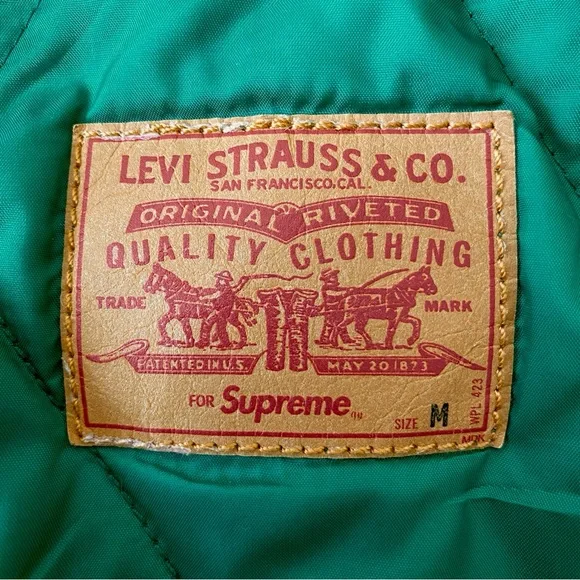 LEVI STRAUSS & CO.
SAN FRANCISCO, CAL.
ORIGINAL RIVETED
QUALITY CLOTHING
TRADE MARK
PATENTED IN U.S. MAY 20 1873
FOR Supreme
SIZE M
WPL 423